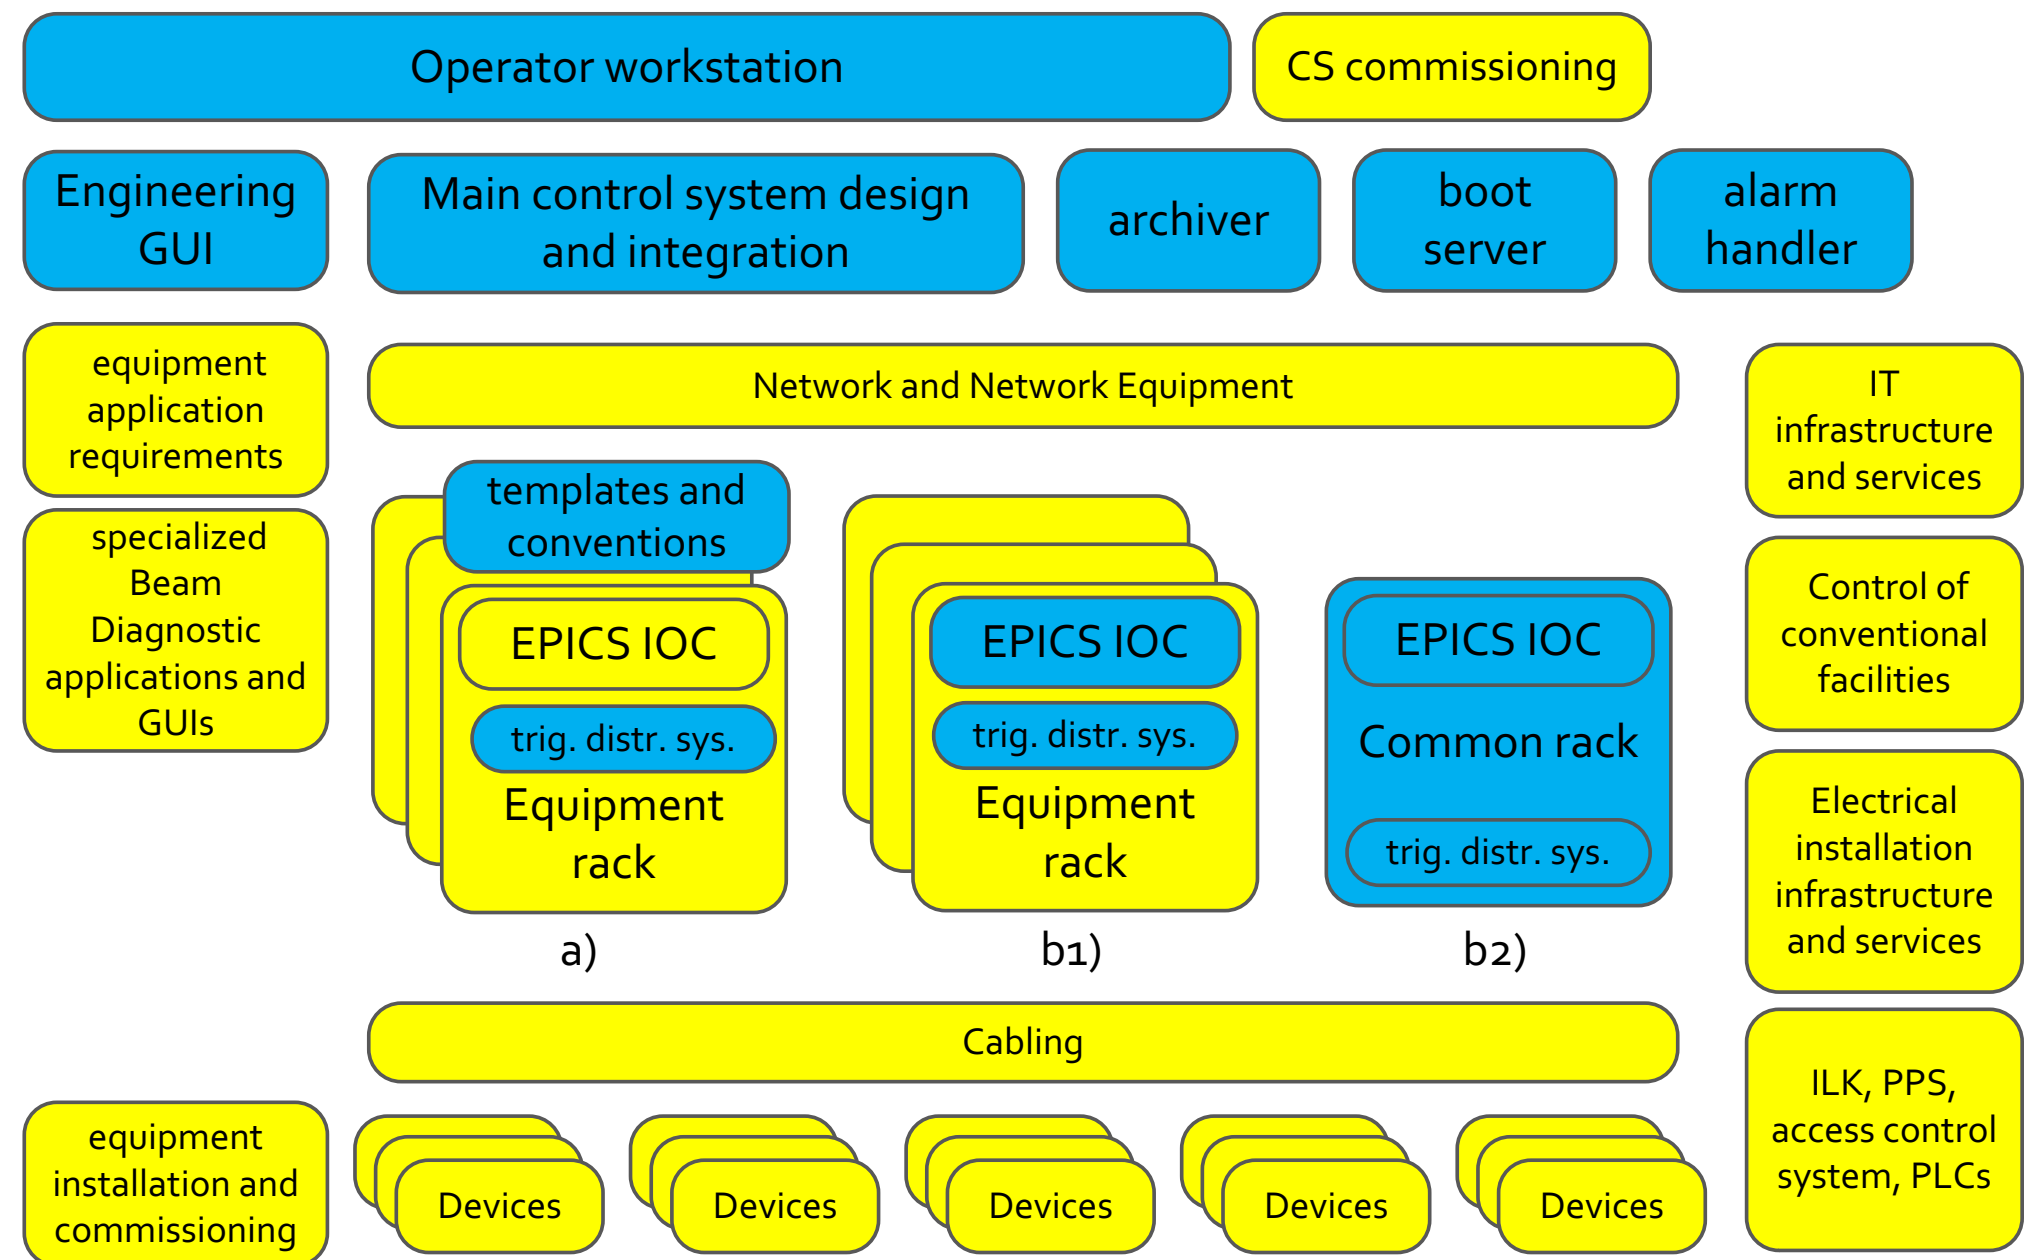 Operator workstation
CS commissioning
Engineering
GUI
Main control system design
and integration
archiver
boot
server
alarm
handler
equipment
application
requirements
Network and Network Equipment
IT
infrastructure
and services
specialized
Beam
Diagnostic
applications and
GUIs
templates and
conventions
EPICS IOC
trig. distr. sys.
Equipment
rack
a)
EPICS IOC
trig. distr. sys.
Equipment
rack
b1)
EPICS IOC
Common rack
trig. distr. sys.
b2)
Control of
conventional
facilities
Electrical
installation
infrastructure
and services
Cabling
ILK, PPS,
access control
system, PLCs
equipment
installation and
commissioning
Devices
Devices
Devices
Devices
Devices